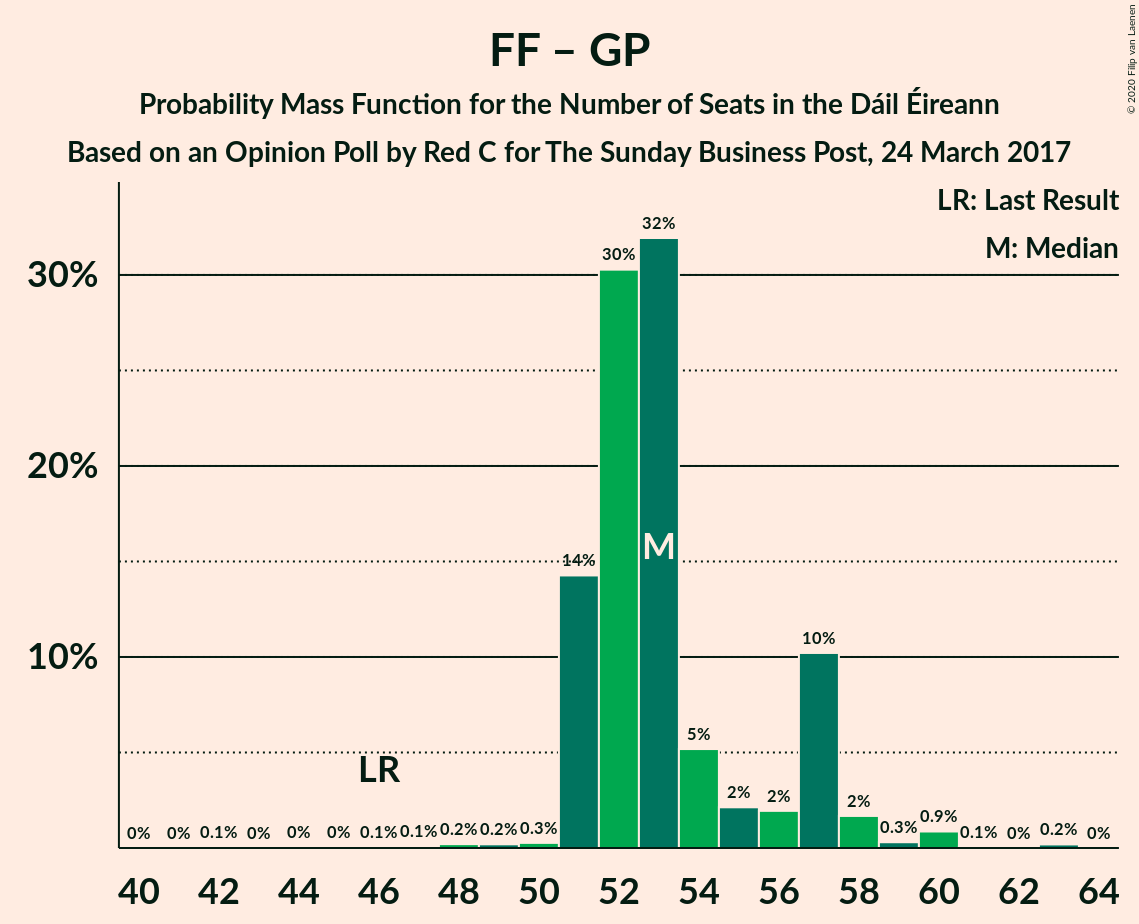 FF – GP
Probability Mass Function for the Number of Seats in the Dáil Éireann
Based on an Opinion Poll by Red C for The Sunday Business Post, 24 March 2017
© 2020 Filip van Laenen
LR: Last Result
M: Median
30%
20%
10%
0% 0% 0.1% 0% 0% 0% 0.1% 0.1% 0.2% 0.2% 0.3% 14% 30% 32% 5% 2% 2% 10% 2% 0.3% 0.9% 0.1% 0% 0.2% 0%
LR
M
40 42 44 46 48 50 52 54 56 58 60 62 64